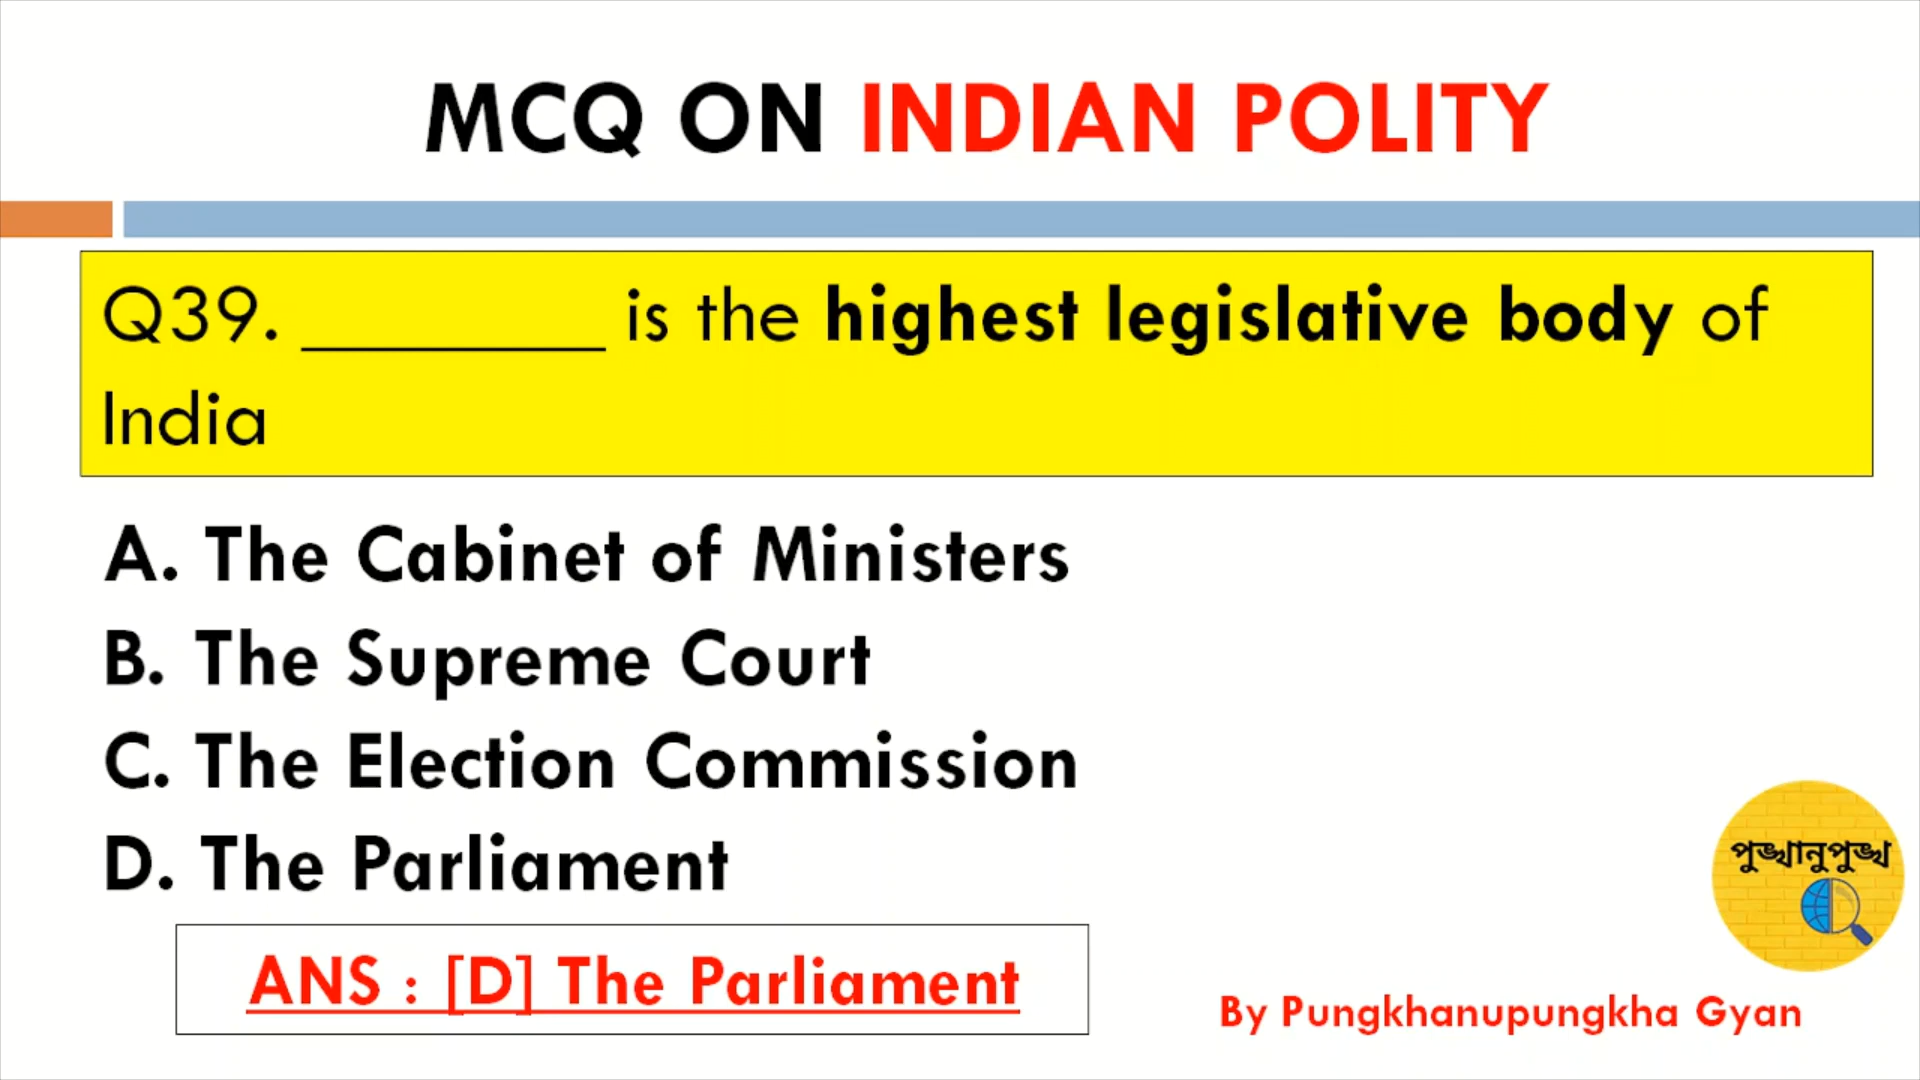 MCQ ON INDIAN POLITY
Q39. ________ is the highest legislative body of
India
A. The Cabinet of Ministers
B. The Supreme Court
C. The Election Commission
D. The Parliament
পুঙ্খানুপুঙ্খ
ANS : [D] The Parliament
By Pungkhanupungkha Gyan